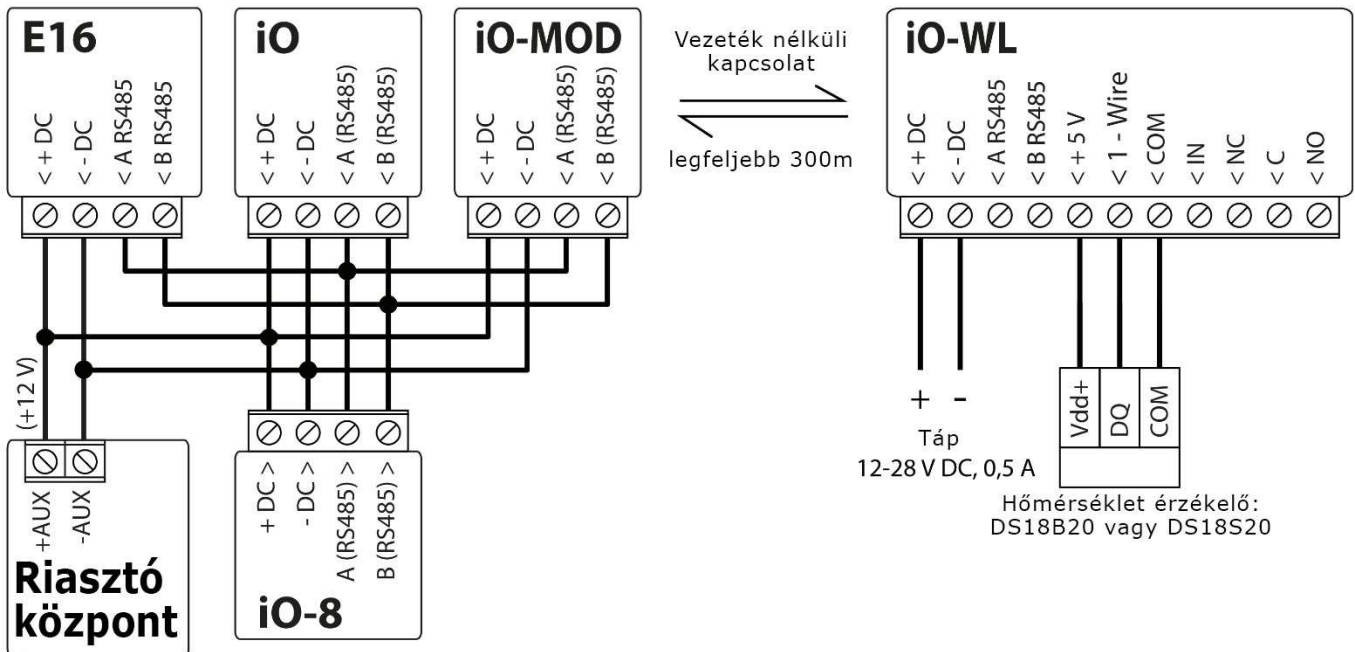 E16
< + DC
< - DC
< A RS485
< B RS485
iO
< + DC
< - DC
< A (RS485)
< B (RS485)
iO-MOD
< + DC
< - DC
< A (RS485)
< B (RS485)
Vezeték nélküli
kapcsolat
legfeljebb 300m
iO-WL
< + DC
< - DC
< A RS485
< B RS485
< + 5 V
< 1 - Wire
< COM
< IN
< NC
< C
< NO
(+12 V)
+AUX
-AUX
Riasztó
központ
+ DC >
- DC >
A (RS485) >
B (RS485) >
iO-8
+ -
Táp
12-28 V DC, 0,5 A
Vdd+
DQ
COM
Hőmérséklet érzékelő:
DS18B20 vagy DS18S20